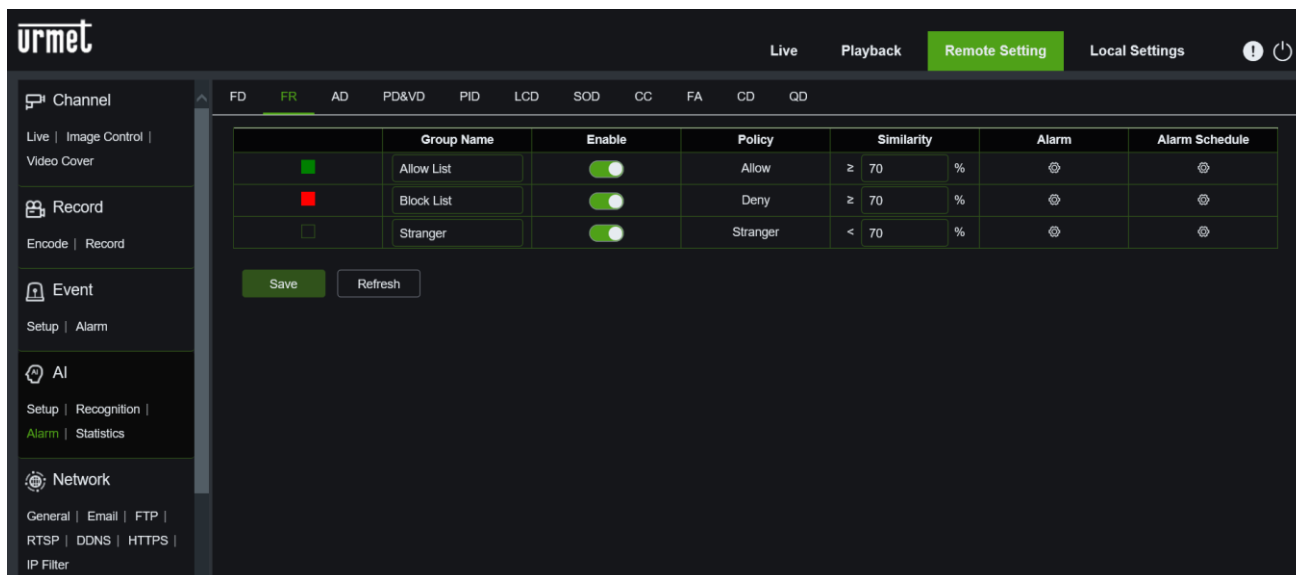 urmet
Live Playback Remote Setting Local Settings
Channel
Live | Image Control |
Video Cover
Record
Encode | Record
Event
Setup | Alarm
AI
Setup | Recognition |
Alarm | Statistics
Network
General | Email | FTP |
RTSP | DDNS | HTTPS |
IP Filter
FD FR AD PD&VD PID LCD SOD CC FA CD QD
Group Name Enable Policy Similarity Alarm Alarm Schedule
Allow List Allow ≥ 70 %
Block List Deny ≥ 70 %
Stranger Stranger < 70 %
Save Refresh